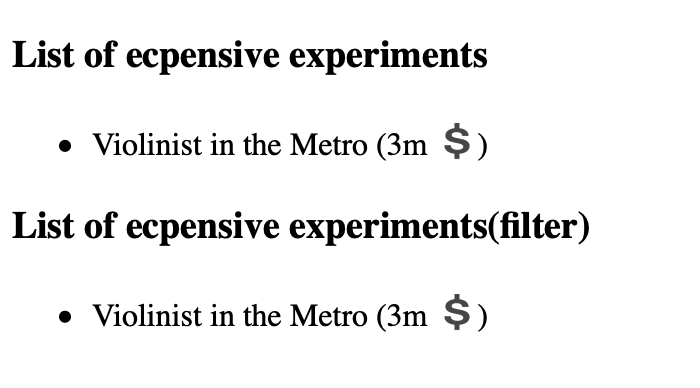 List of ecpensive experiments
• Violinist in the Metro (3m 💲)
List of ecpensive experiments(filter)
• Violinist in the Metro (3m 💲)